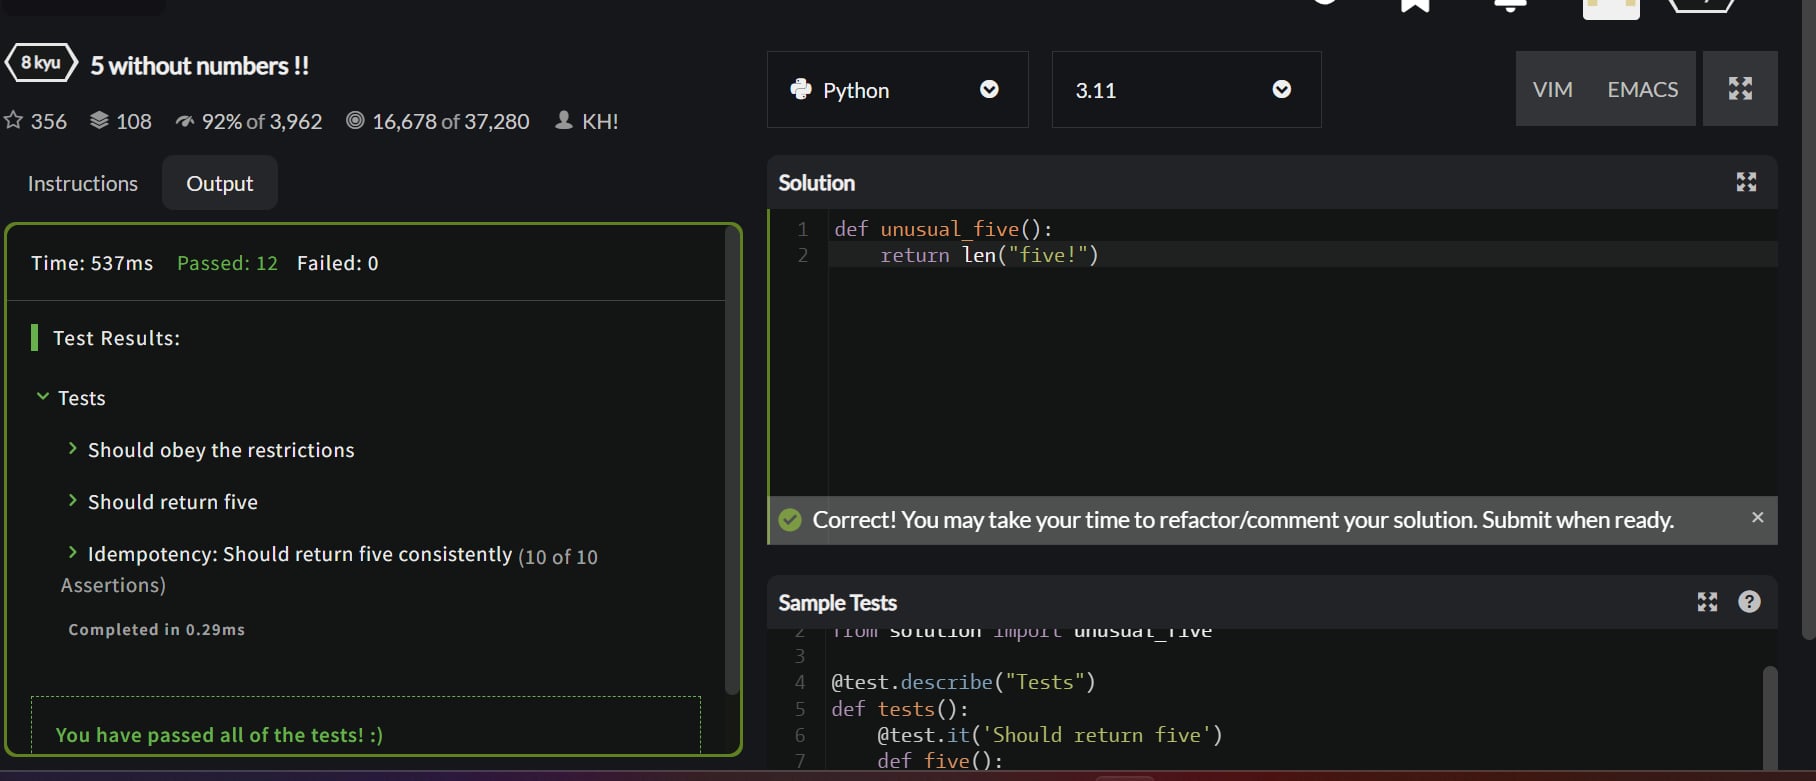 8 kyu
5 without numbers !!
356 108 92% of 3,962 16,678 of 37,280 KH!
Instructions Output
Time: 537ms Passed: 12 Failed: 0
Test Results:
Tests
Should obey the restrictions
Should return five
Idempotency: Should return five consistently (10 of 10
Assertions)
Completed in 0.29ms
You have passed all of the tests! :)
Python 3.11 VIM EMACS
Solution
1 def unusual_five():
2 return len("five!")
Correct! You may take your time to refactor/comment your solution. Submit when ready. ×
Sample Tests ?
2 from solution import unusual_five
3
4 @test.describe("Tests")
5 def tests():
6 @test.it('Should return five')
7 def five():